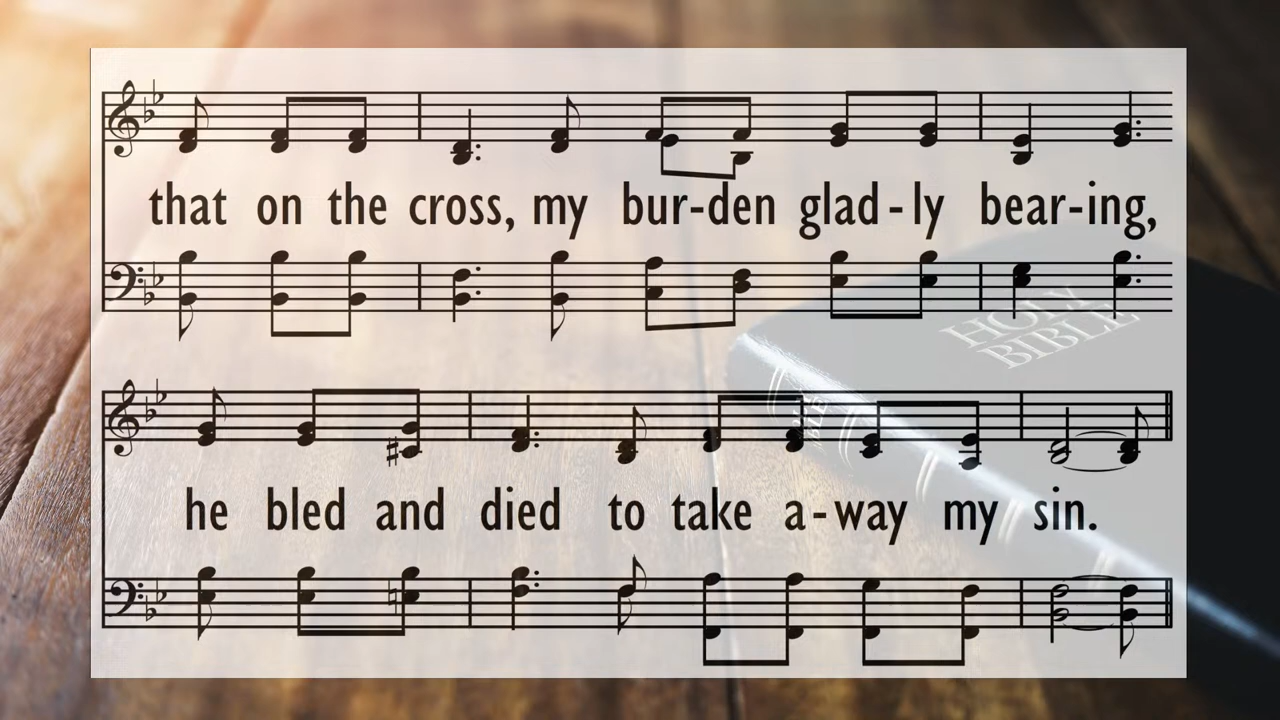 that on the cross, my bur-den glad-ly bear-ing,
he bled and died to take a-way my sin.
HOLY
BIBLE